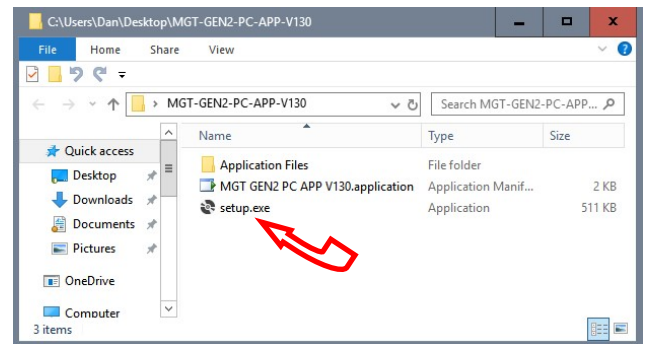 C:\Users\Dan\Desktop\MGT-GEN2-PC-APP-V130
File Home Share View
MGT-GEN2-PC-APP-V130 Search MGT-GEN2-PC-APP...
Name Type Size
Quick access
Desktop
Downloads
Documents
Pictures
OneDrive
Computer
Application Files File folder
MGT GEN2 PC APP V130.application Application Manif... 2 KB
setup.exe Application 511 KB
3 items